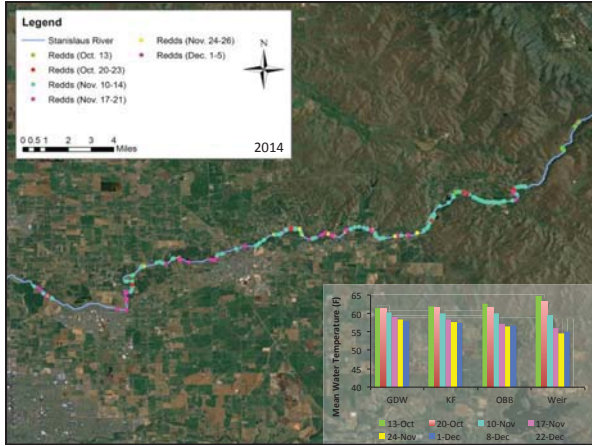 Legend
Stanislaus River
Redds (Oct. 13)
Redds (Oct. 20-23)
Redds (Nov. 10-14)
Redds (Nov. 17-21)
Redds (Nov. 24-26)
Redds (Dec. 1-5)
N
0 0.5 1 2 3 4
Miles
2014
Mean Water Temperature (F)
65
60
55
50
45
40
GDW KF OBB Weir
13-Oct 20-Oct 10-Nov 17-Nov
24-Nov 1-Dec 8-Dec 22-Dec